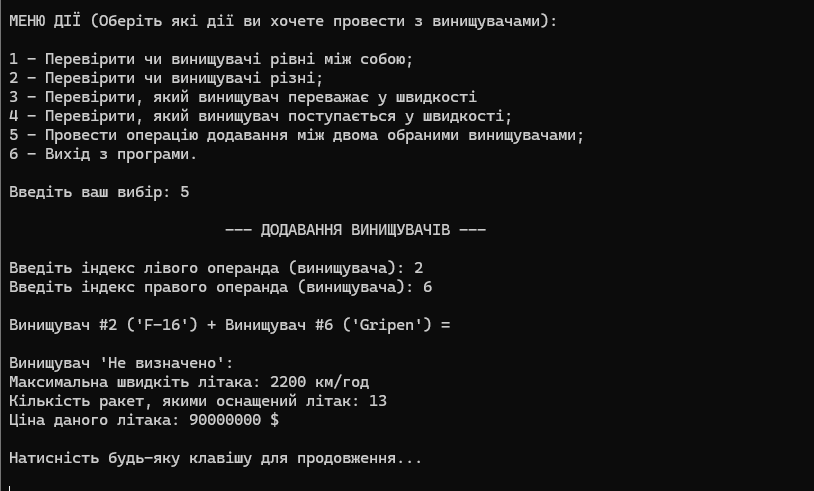 МЕНЮ ДІЇ (Оберіть які дії ви хочете провести з винищувачами):
1 - Перевірити чи винищувачі рівні між собою;
2 - Перевірити чи винищувачі різні;
3 - Перевірити, який винищувач переважає у швидкості
4 - Перевірити, який винищувач поступається у швидкості;
5 - Провести операцію додавання між двома обраними винищувачами;
6 - Вихід з програми.
Введіть ваш вибір: 5
--- ДОДАВАННЯ ВИНИЩУВАЧІВ ---
Введіть індекс лівого операнда (винищувача): 2
Введіть індекс правого операнда (винищувача): 6
Винищувач #2 ('F-16') + Винищувач #6 ('Gripen') =
Винищувач 'Не визначено':
Максимальна швидкіть літака: 2200 км/год
Кількість ракет, якими оснащений літак: 13
Ціна даного літака: 90000000 $
Натисність будь-яку клавішу для продовження...